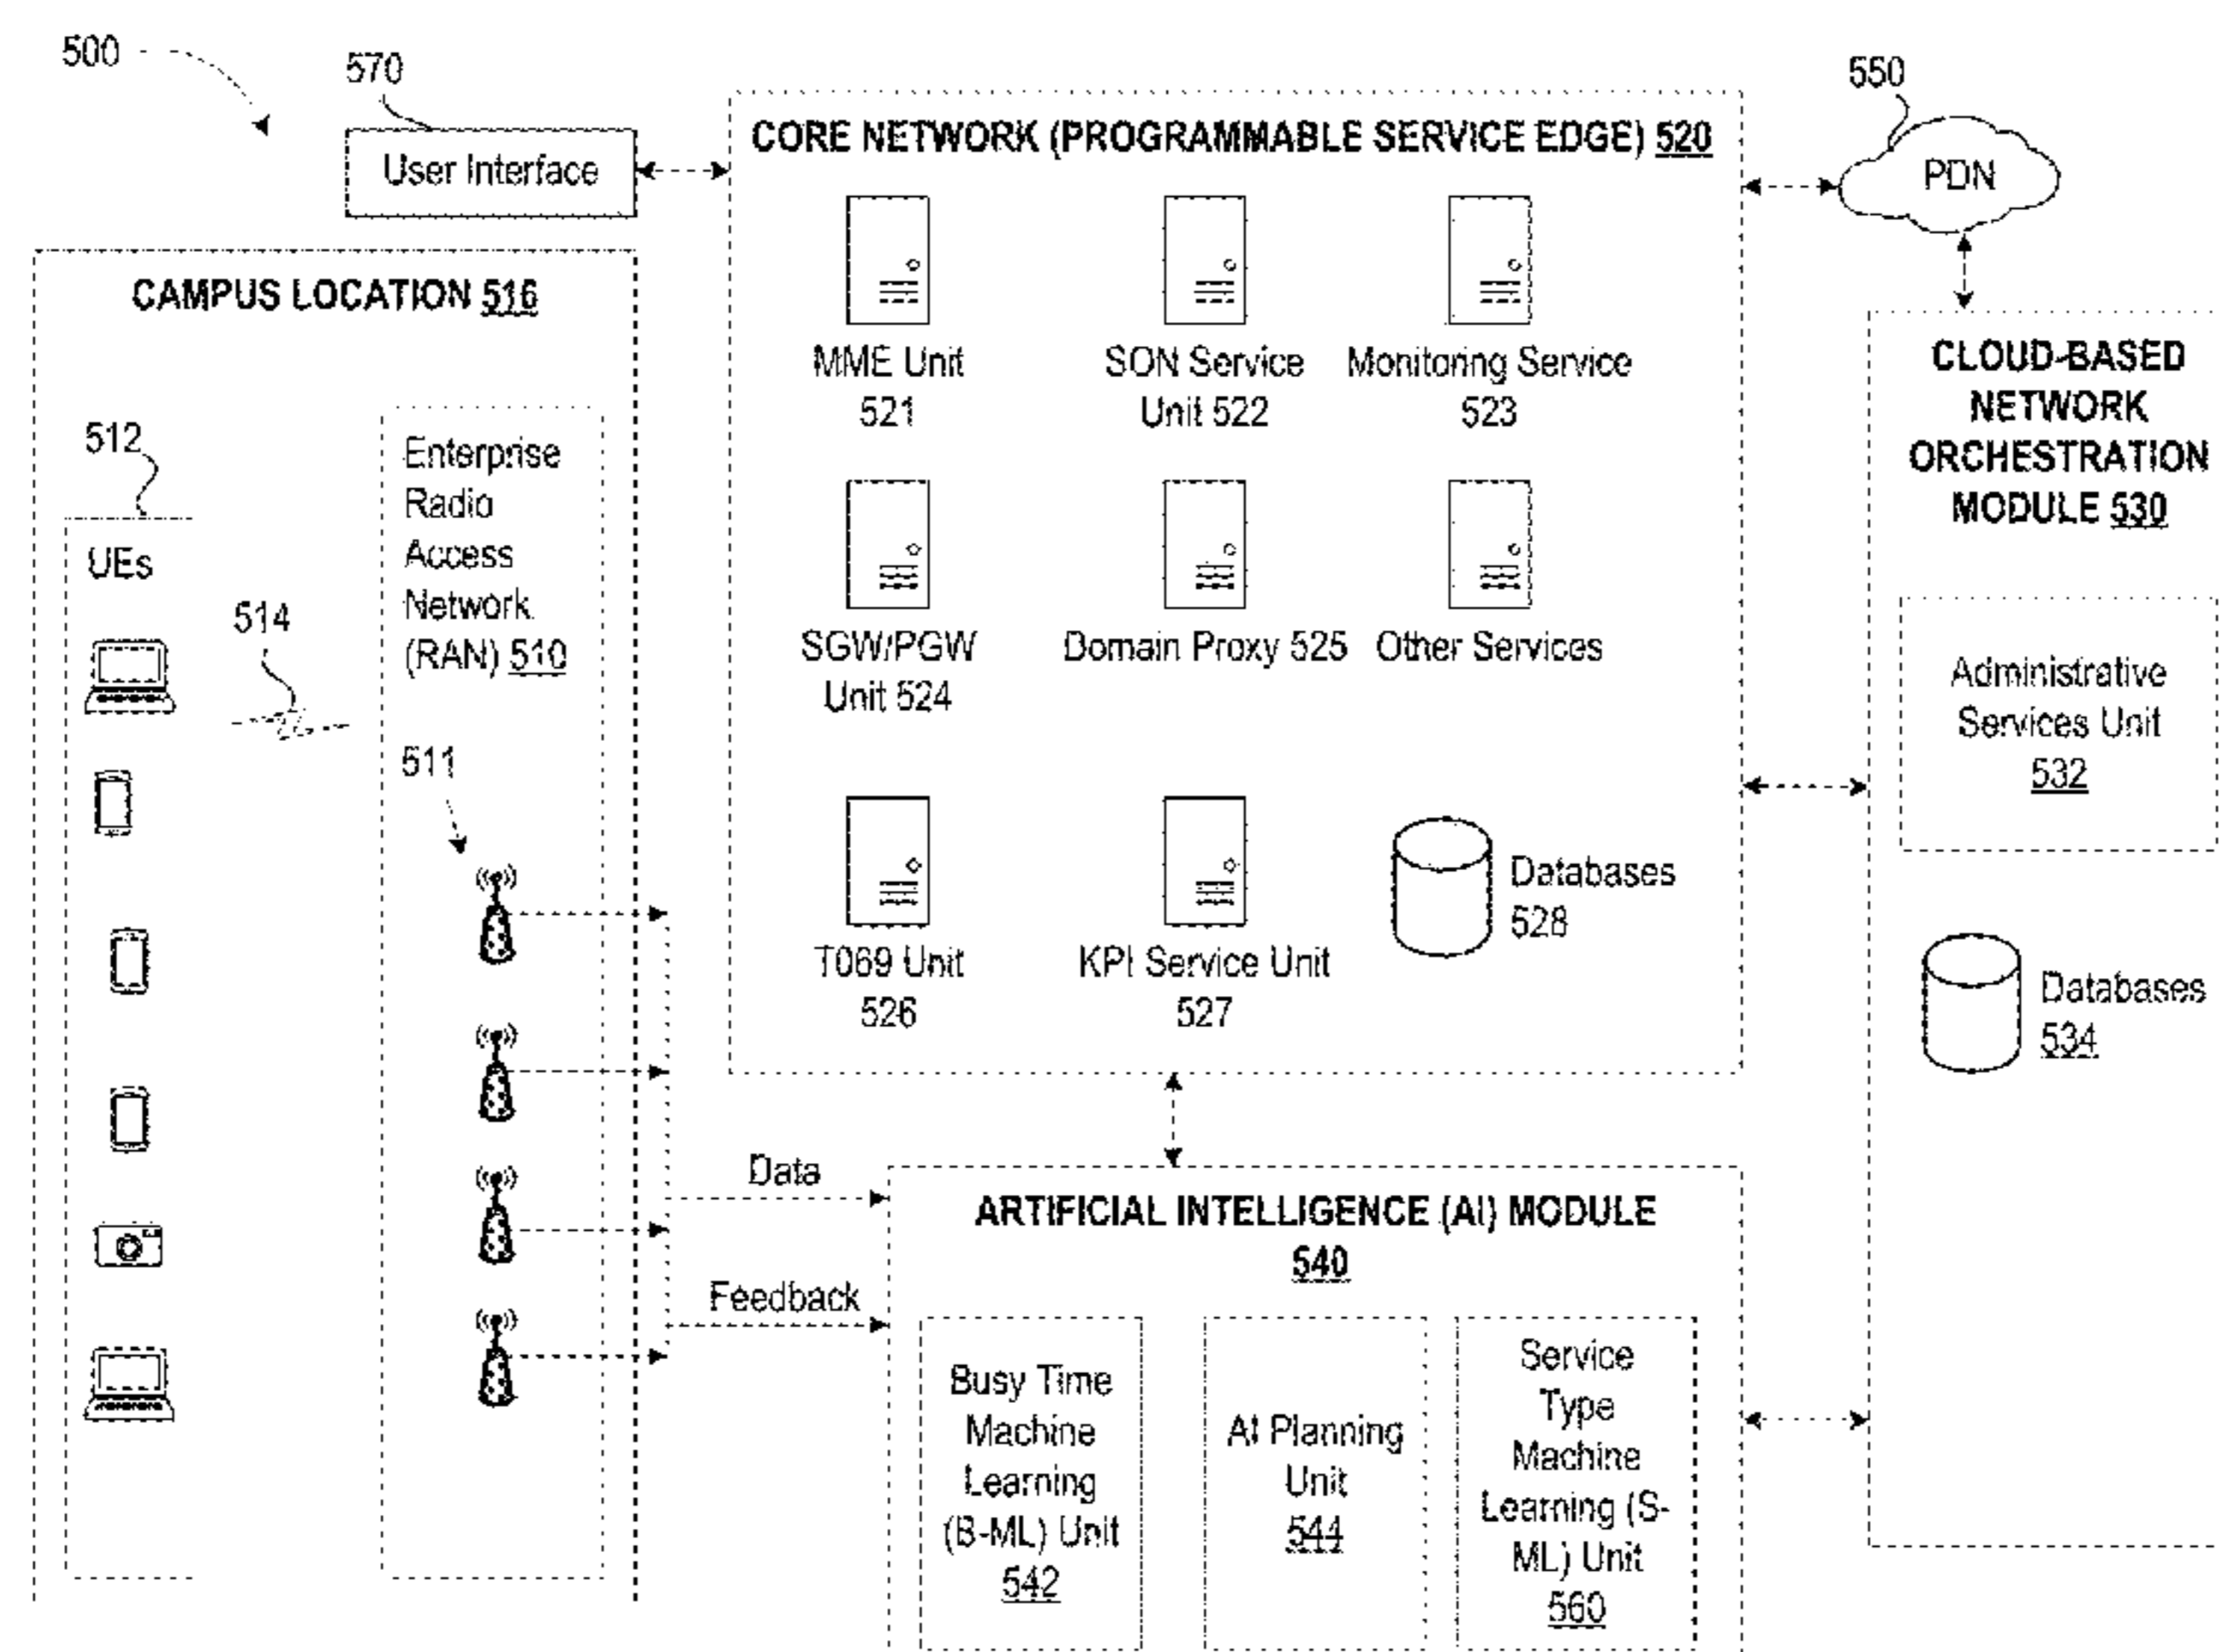 500
570
User Interface
CORE NETWORK (PROGRAMMABLE SERVICE EDGE) 520
550
PDN
CAMPUS LOCATION 516
512
UEs
514
Enterprise
Radio
Access
Network
(RAN) 510
511
MME Unit
521
SON Service
Unit 522
Monitoring Service
523
SGW/PGW
Unit 524
Domain Proxy 525
Other Services
T069 Unit
526
KPI Service Unit
527
Databases
528
CLOUD-BASED
NETWORK
ORCHESTRATION
MODULE 530
Administrative
Services Unit
532
Databases
534
Data
Feedback
ARTIFICIAL INTELLIGENCE (AI) MODULE
540
Busy Time
Machine
Learning
(B-ML) Unit
542
AI Planning
Unit
544
Service
Type
Machine
Learning (S-
ML) Unit
560